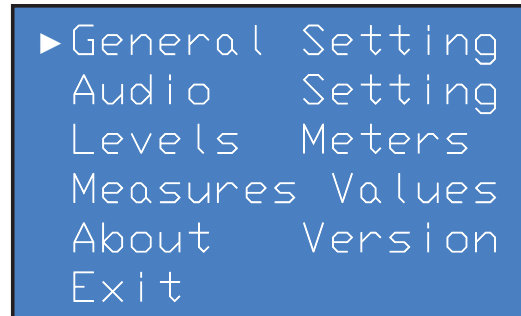 ►General Setting
Audio Setting
Levels Meters
Measures Values
About Version
Exit